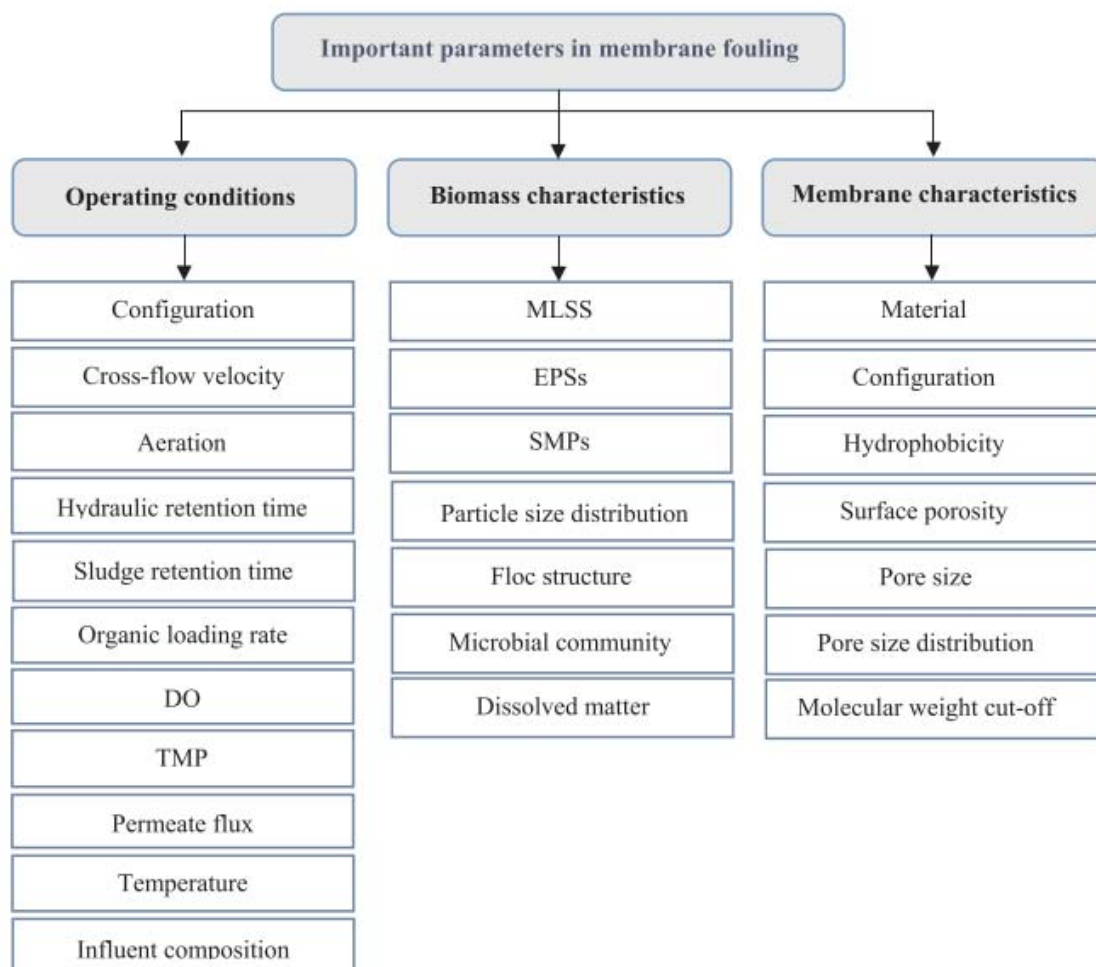 Important parameters in membrane fouling
Operating conditions
Configuration
Cross-flow velocity
Aeration
Hydraulic retention time
Sludge retention time
Organic loading rate
DO
TMP
Permeate flux
Temperature
Influent composition
Biomass characteristics
MLSS
EPSs
SMPs
Particle size distribution
Floc structure
Microbial community
Dissolved matter
Membrane characteristics
Material
Configuration
Hydrophobicity
Surface porosity
Pore size
Pore size distribution
Molecular weight cut-off